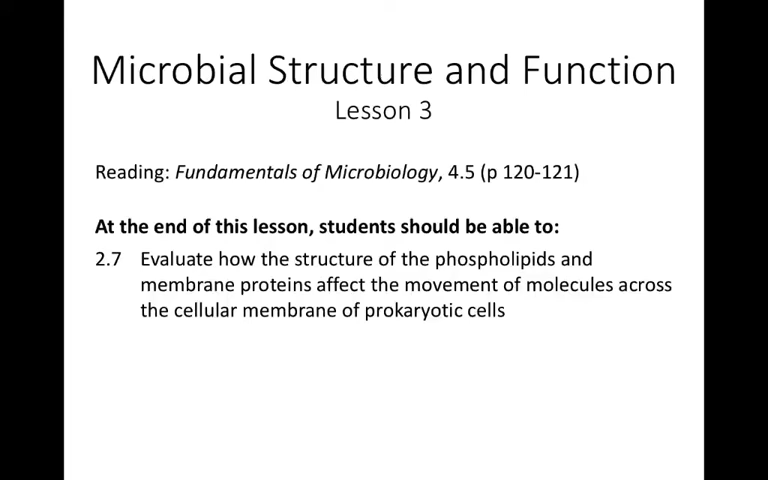 Microbial Structure and Function
Lesson 3
Reading: Fundamentals of Microbiology, 4.5 (p 120-121)
At the end of this lesson, students should be able to:
2.7 Evaluate how the structure of the phospholipids and
membrane proteins affect the movement of molecules across
the cellular membrane of prokaryotic cells